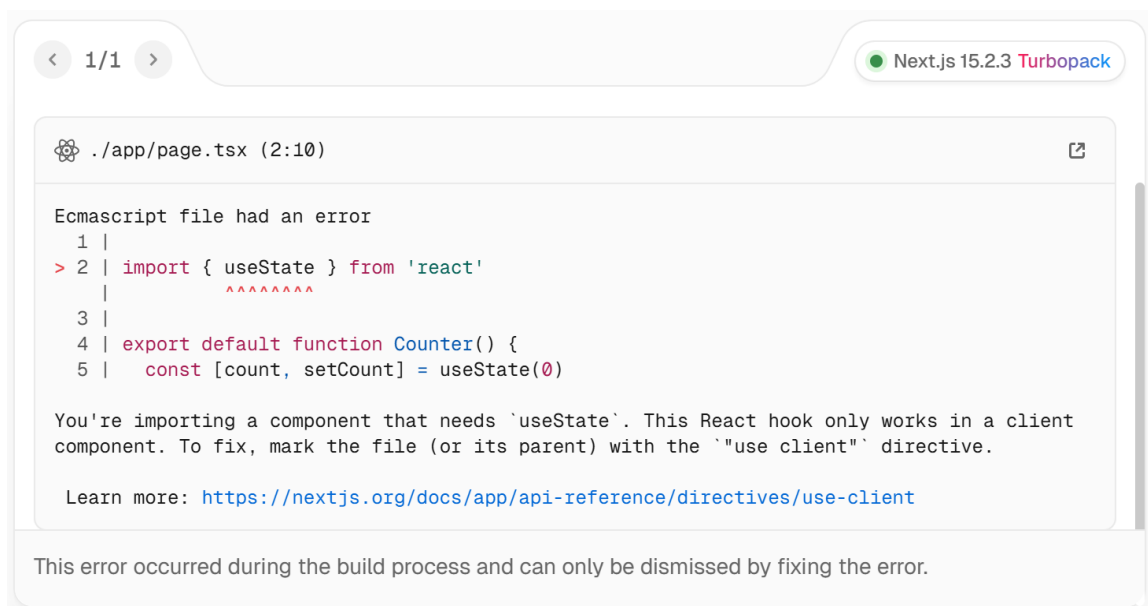 1/1
Next.js 15.2.3 Turbopack
./app/page.tsx (2:10)
Ecmascript file had an error
  1 |
> 2 | import { useState } from 'react'
    |          ^^^^^^^^
  3 |
  4 | export default function Counter() {
  5 |   const [count, setCount] = useState(0)
You're importing a component that needs `useState`. This React hook only works in a client
component. To fix, mark the file (or its parent) with the `"use client"` directive.
Learn more: https://nextjs.org/docs/app/api-reference/directives/use-client
This error occurred during the build process and can only be dismissed by fixing the error.